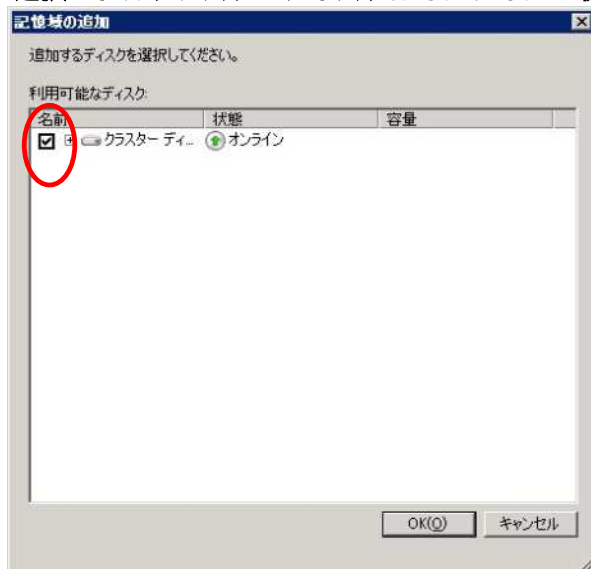 記憶域の追加
追加するディスクを選択してください。
利用可能なディスク:
名前 状態 容量
クラスター ディ... オンライン
OK(O) キャンセル